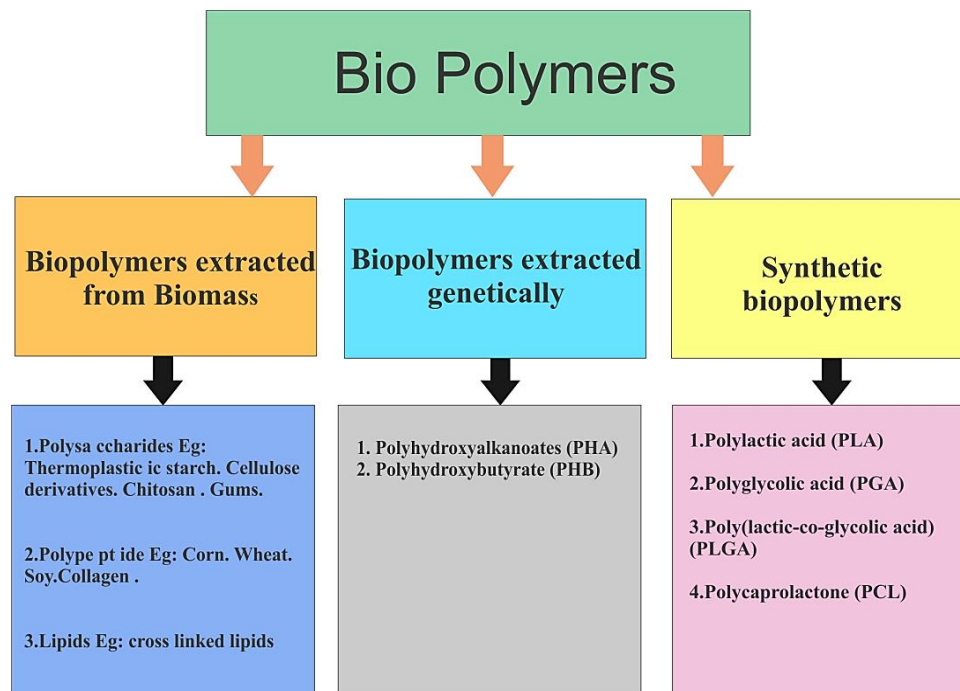 Bio Polymers
Biopolymers extracted
from Biomass
Biopolymers extracted
genetically
Synthetic
biopolymers
1.Polysa ccharides Eg:
Thermoplastic ic starch. Cellulose
derivatives. Chitosan . Gums.
2.Polype pt ide Eg: Corn. Wheat.
Soy.Collagen .
3.Lipids Eg: cross linked lipids
1. Polyhydroxyalkanoates (PHA)
2. Polyhydroxybutyrate (PHB)
1.Polylactic acid (PLA)
2.Polyglycolic acid (PGA)
3.Poly(lactic-co-glycolic acid)
(PLGA)
4.Polycaprolactone (PCL)